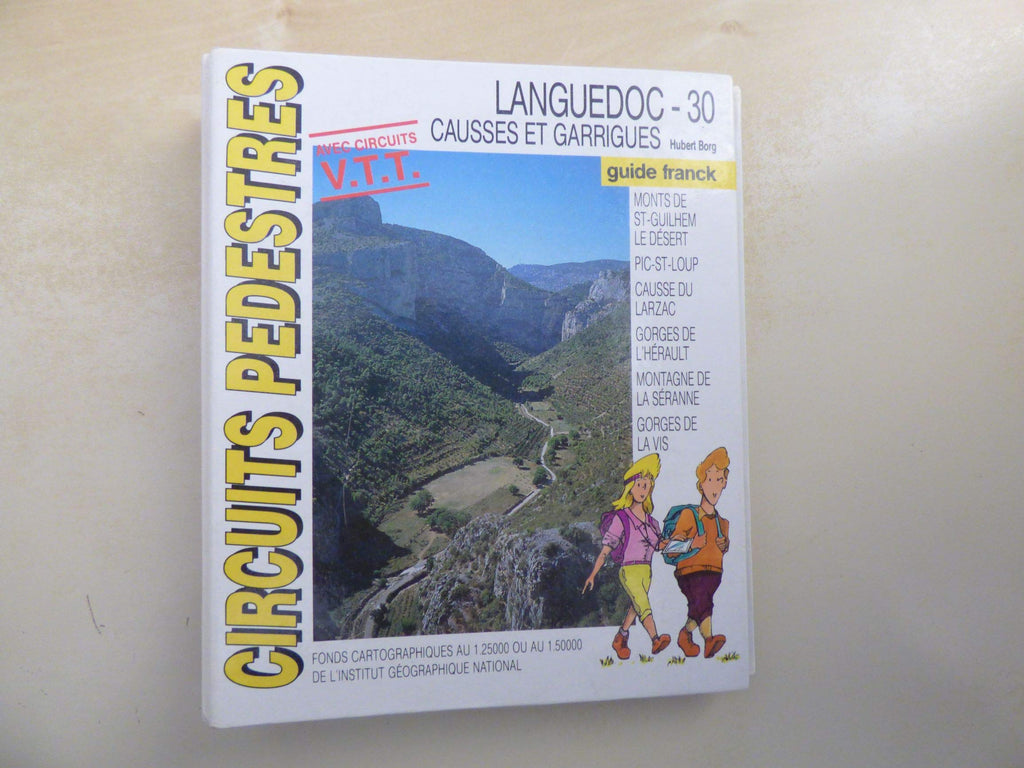 CIRCUITS PEDESTRES
LANGUEDOC - 30
CAUSSES ET GARRIGUES
Hubert Borg
AVEC CIRCUITS
V.T.T.
guide franck
MONTS DE
ST-GUILHEM
LE DÉSERT
PIC-ST-LOUP
CAUSSE DU
LARZAC
GORGES DE
L'HÉRAULT
MONTAGNE DE
LA SÉRANNE
GORGES DE
LA VIS
FONDS CARTOGRAPHIQUES AU 1.25000 OU AU 1.50000
DE L'INSTITUT GÉOGRAPHIQUE NATIONAL